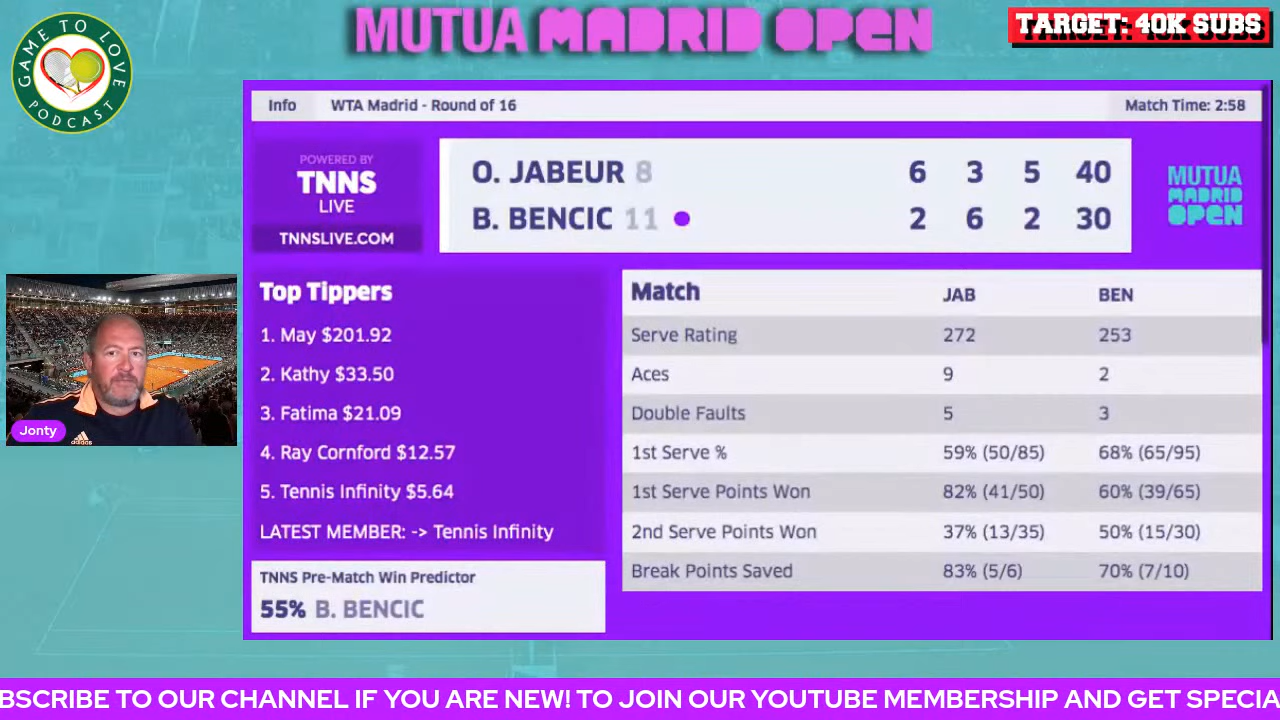 GAME TO LOVE
PODCAST
MUTUA MADRID OPEN
TARGET: 40K SUBS
Info WTA Madrid - Round of 16 Match Time: 2:58
POWERED BY
TNNS
LIVE
TNNSLIVE.COM
O. JABEUR 8 6 3 5 40
B. BENCIC 11 2 6 2 30
MUTUA
MADRID
OPEN
Top Tippers
1. May $201.92
2. Kathy $33.50
3. Fatima $21.09
4. Ray Cornford $12.57
5. Tennis Infinity $5.64
LATEST MEMBER: -> Tennis Infinity
TNNS Pre-Match Win Predictor
55% B. BENCIC
Match JAB BEN
Serve Rating 272 253
Aces 9 2
Double Faults 5 3
1st Serve % 59% (50/85) 68% (65/95)
1st Serve Points Won 82% (41/50) 60% (39/65)
2nd Serve Points Won 37% (13/35) 50% (15/30)
Break Points Saved 83% (5/6) 70% (7/10)
adidas
Jonty
BSCRIBE TO OUR CHANNEL IF YOU ARE NEW! TO JOIN OUR YOUTUBE MEMBERSHIP AND GET SPECIA